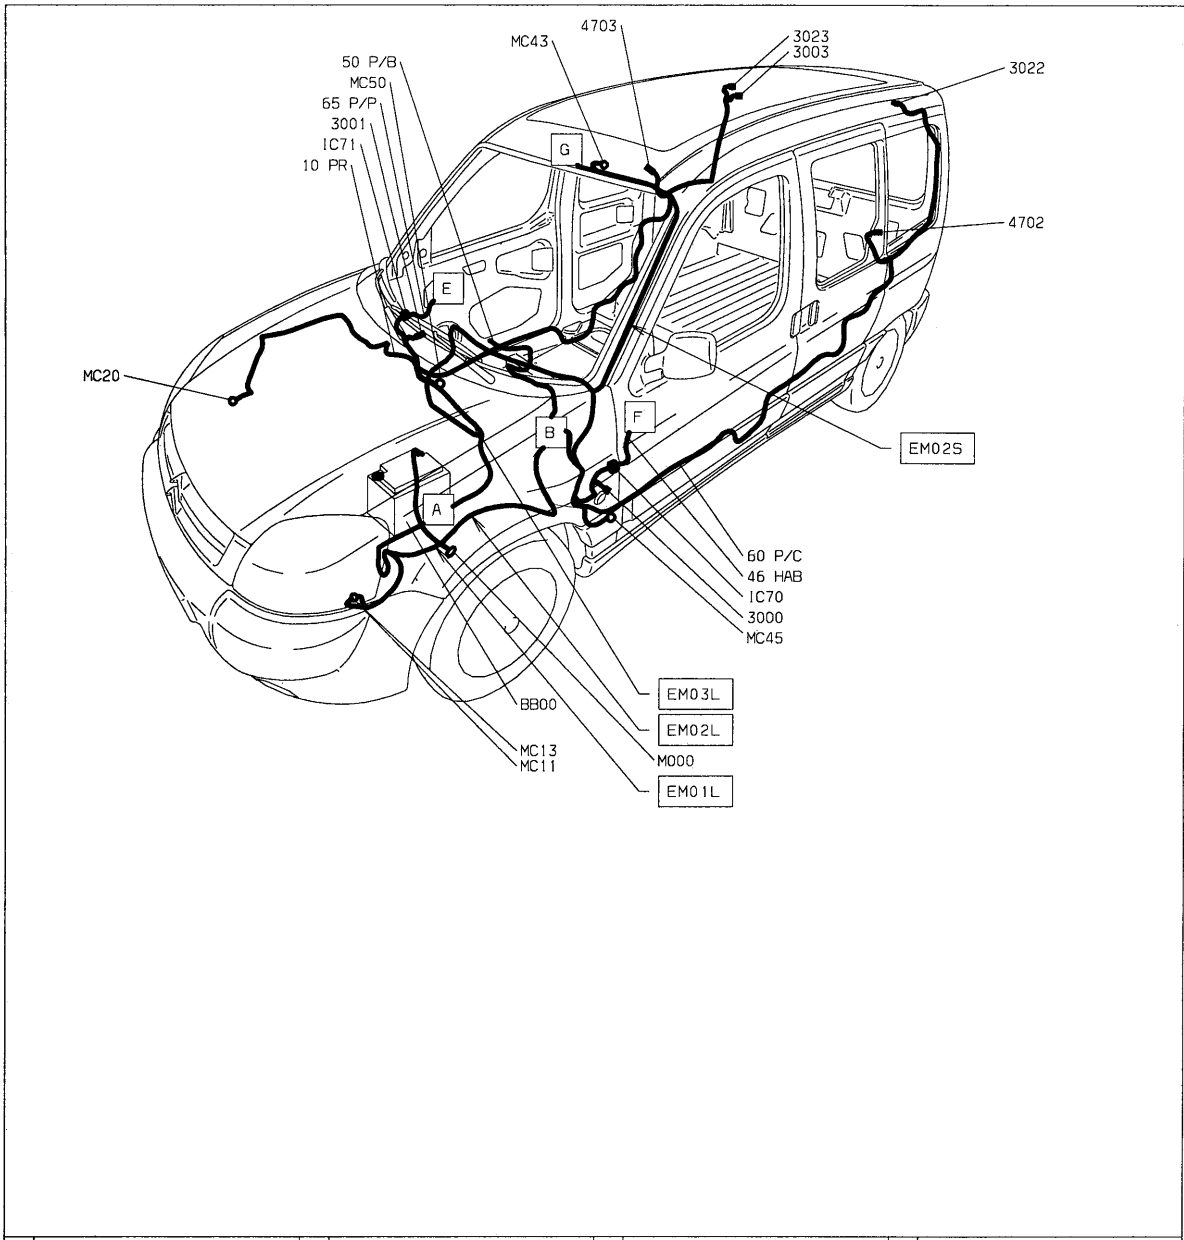 4703
MC43
3023
3003
50 P/B
3022
MC50
65 P/P
3001
IC71
G
10 PR
4702
E
MC20
F
B
EM02S
A
60 P/C
46 HAB
IC70
3000
MC45
EM03L
BB00
EM02L
MC13
M000
MC11
EM01L